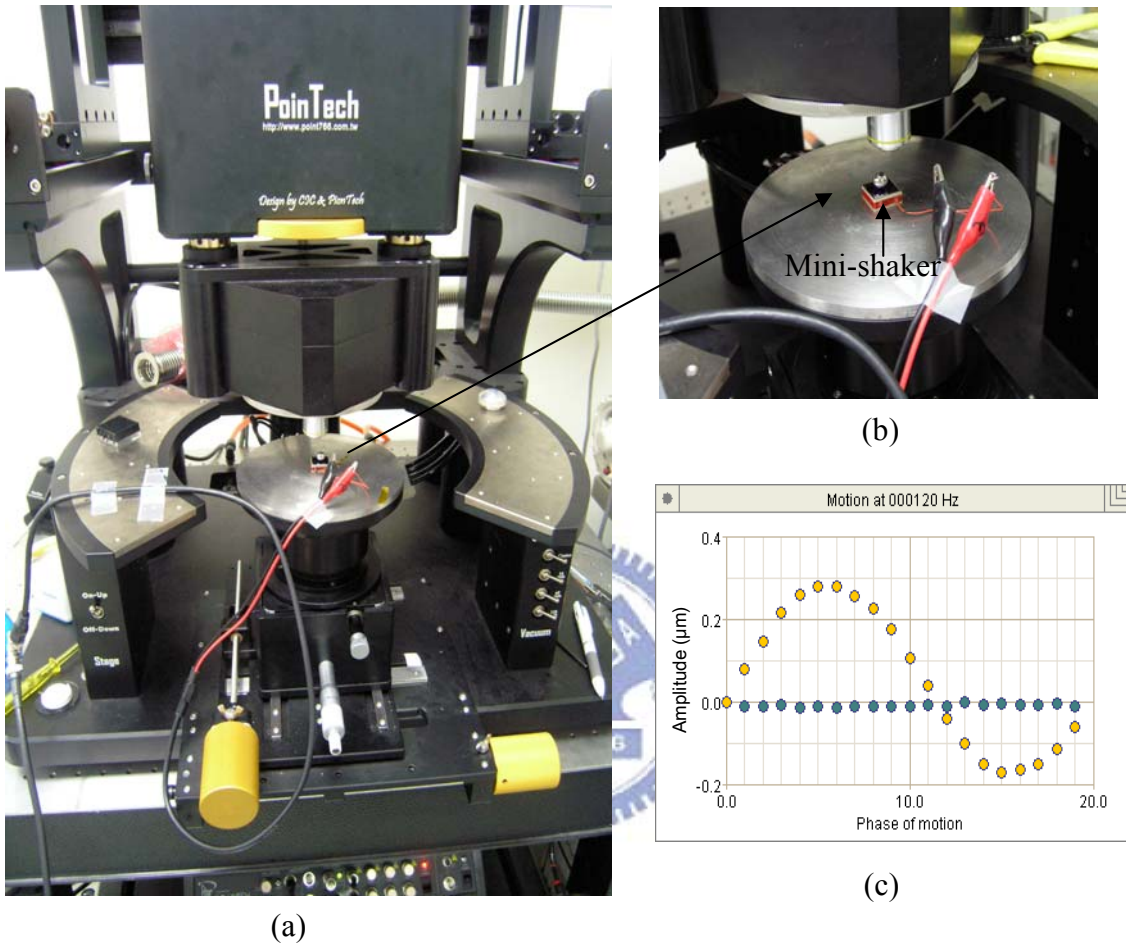 PoinTech
http://www.point766.com.tw
Design by CIC & PionTech
On-Up
Off-Down
Stage
Vacuum
(a)
Mini-shaker
(b)
Motion at 000120 Hz
Amplitude (µm)
0.4
0.2
0.0
-0.2
0.0
10.0
20.0
Phase of motion
(c)